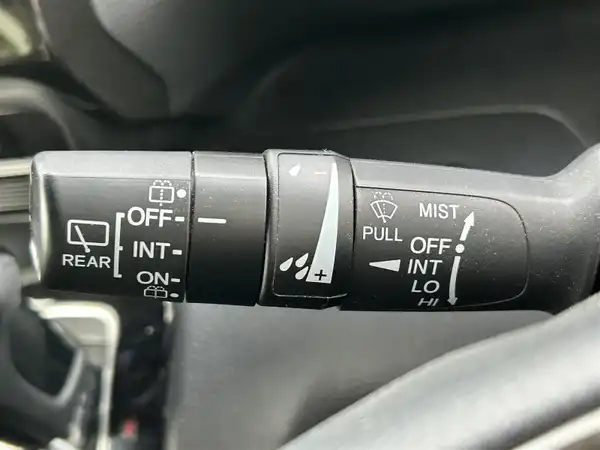 OFF
INT
ON
REAR
-
+
MIST
PULL
OFF
INT
LO
HI